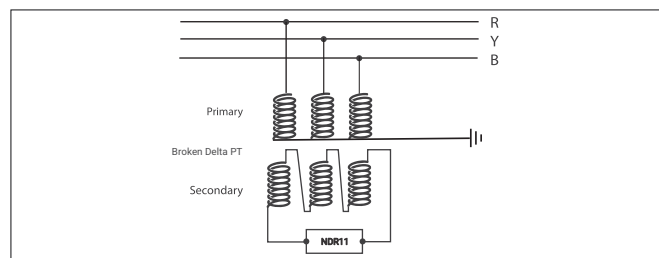 R
Y
B
Primary
Broken Delta PT
Secondary
NDR11